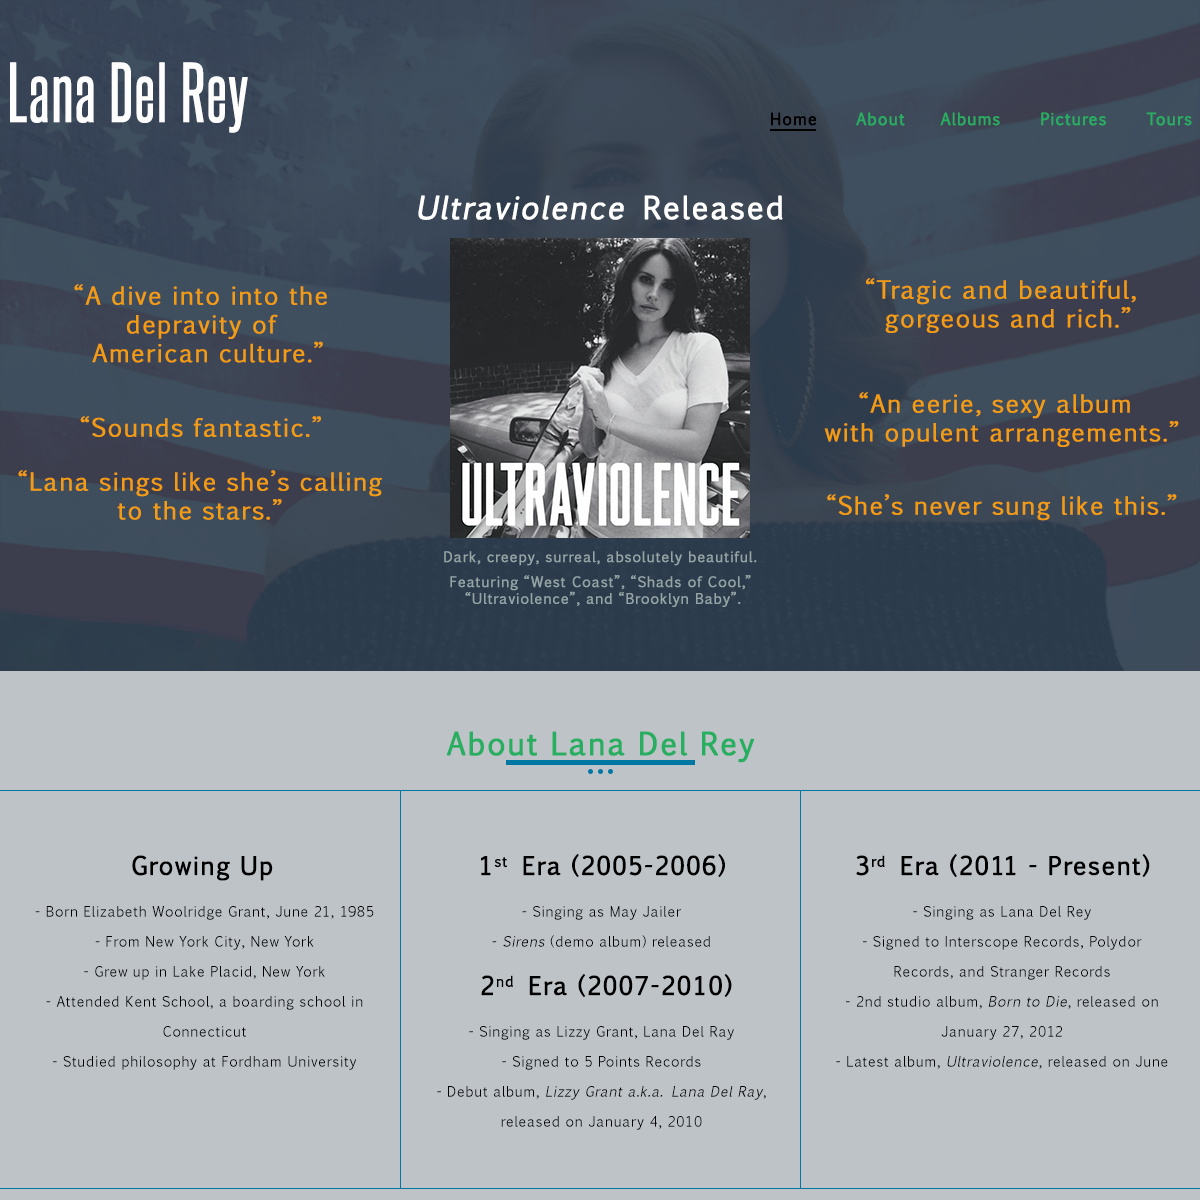 Lana Del Rey
Home About Albums Pictures Tours
Ultraviolence Released
“A dive into into the
depravity of
American culture.”
“Sounds fantastic.”
“Lana sings like she’s calling
to the stars.”
ULTRAVIOLENCE
Dark, creepy, surreal, absolutely beautiful.
Featuring “West Coast”, “Shads of Cool,”
“Ultraviolence”, and “Brooklyn Baby”.
“Tragic and beautiful,
gorgeous and rich.”
“An eerie, sexy album
with opulent arrangements.”
“She’s never sung like this.”
About Lana Del Rey
Growing Up
- Born Elizabeth Woolridge Grant, June 21, 1985
- From New York City, New York
- Grew up in Lake Placid, New York
- Attended Kent School, a boarding school in
Connecticut
- Studied philosophy at Fordham University
1st Era (2005-2006)
- Singing as May Jailer
- Sirens (demo album) released
2nd Era (2007-2010)
- Singing as Lizzy Grant, Lana Del Ray
- Signed to 5 Points Records
- Debut album, Lizzy Grant a.k.a. Lana Del Ray,
released on January 4, 2010
3rd Era (2011 - Present)
- Singing as Lana Del Rey
- Signed to Interscope Records, Polydor
Records, and Stranger Records
- 2nd studio album, Born to Die, released on
January 27, 2012
- Latest album, Ultraviolence, released on June